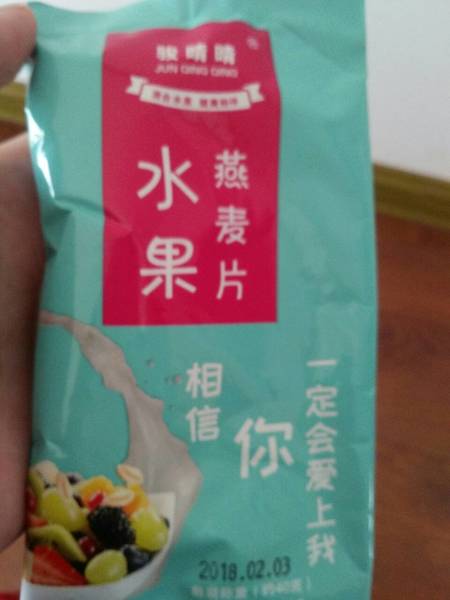 骏晴晴
JUN QING QING
水果
燕麦片
相信
你
一定会爱上我
2018.02.03